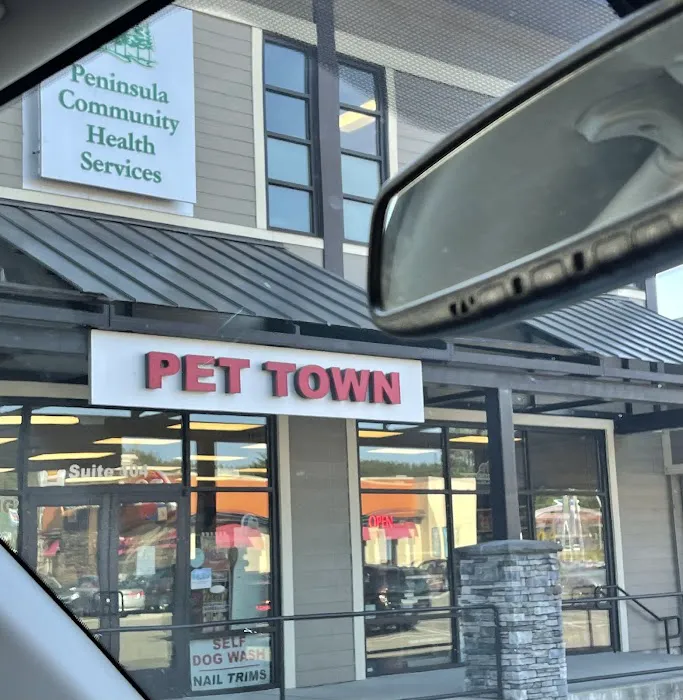 Peninsula
Community
Health
Services
PET TOWN
Suite 101
OPEN
SELF
DOG WASH
NAIL TRIMS